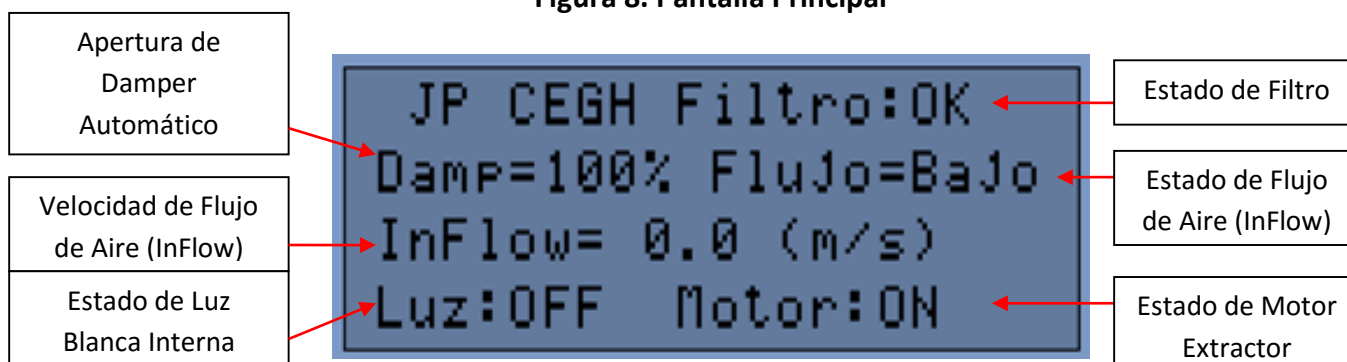 Figura 8. Pantalla Principal
Apertura de
Damper
Automático
Velocidad de Flujo
de Aire (InFlow)
Estado de Luz
Blanca Interna
JP CEGH Filtro:OK
Damp=100% FluJo=BaJo
InFlow= 0.0 (m/s)
Luz:OFF Motor:ON
Estado de Filtro
Estado de Flujo
de Aire (InFlow)
Estado de Motor
Extractor